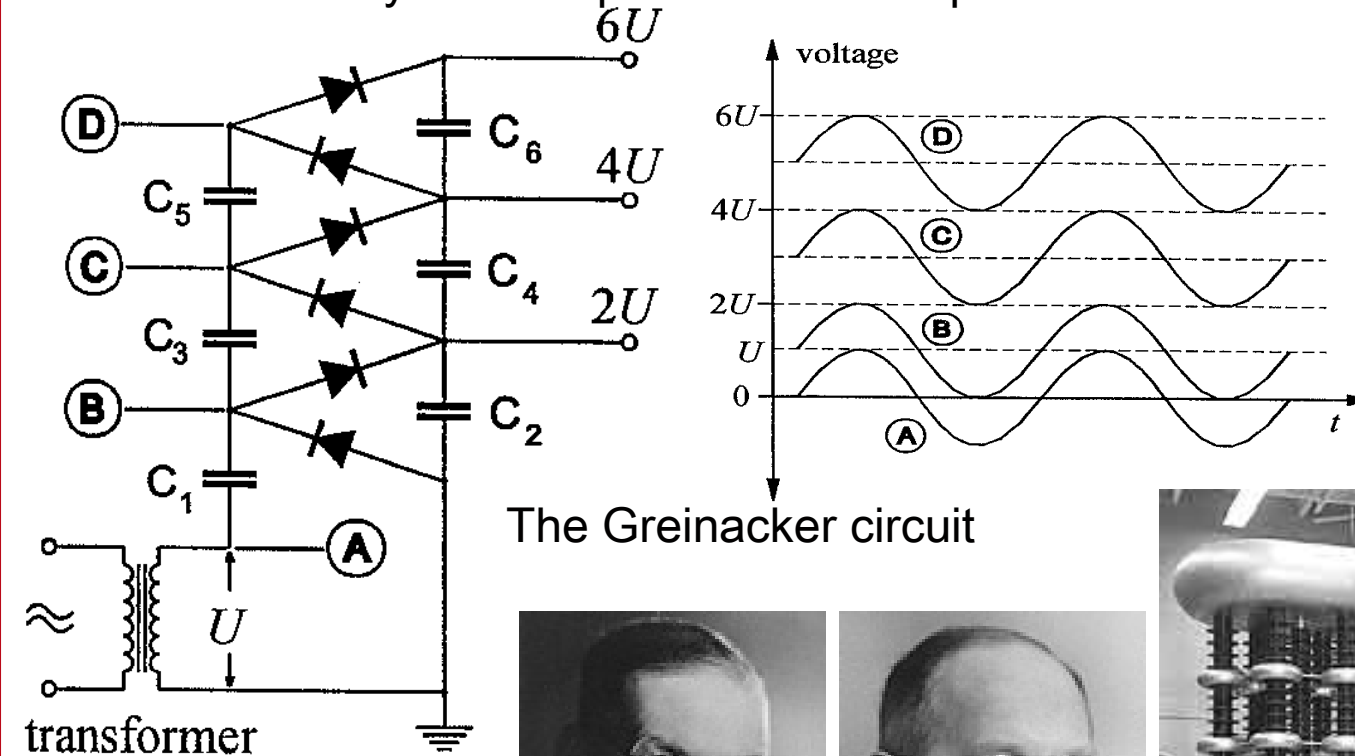 6U
D
C6
4U
C5
C
C4
2U
C3
B
C2
C1
A
U
≈
transformer
voltage
6U
D
4U
C
2U
B
U
0
A
t
The Greinacker circuit